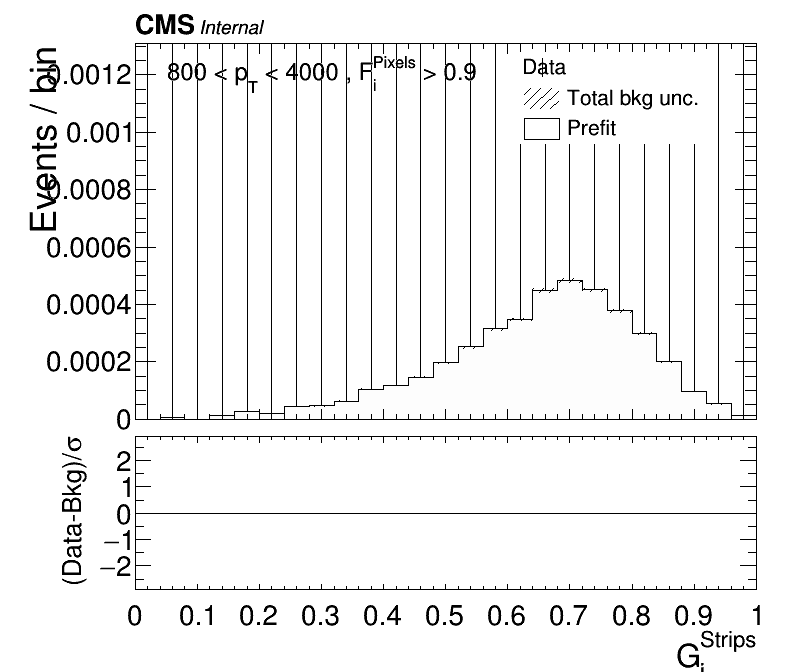 CMS Internal
800 < p_T < 4000 , F_i^Pixels > 0.9
Data
Total bkg unc.
Prefit
Events / bin
0.0012
0.001
0.0008
0.0006
0.0004
0.0002
0
(Data-Bkg)/σ
2
1
0
−1
−2
0 0.1 0.2 0.3 0.4 0.5 0.6 0.7 0.8 0.9 1
G_i^Strips